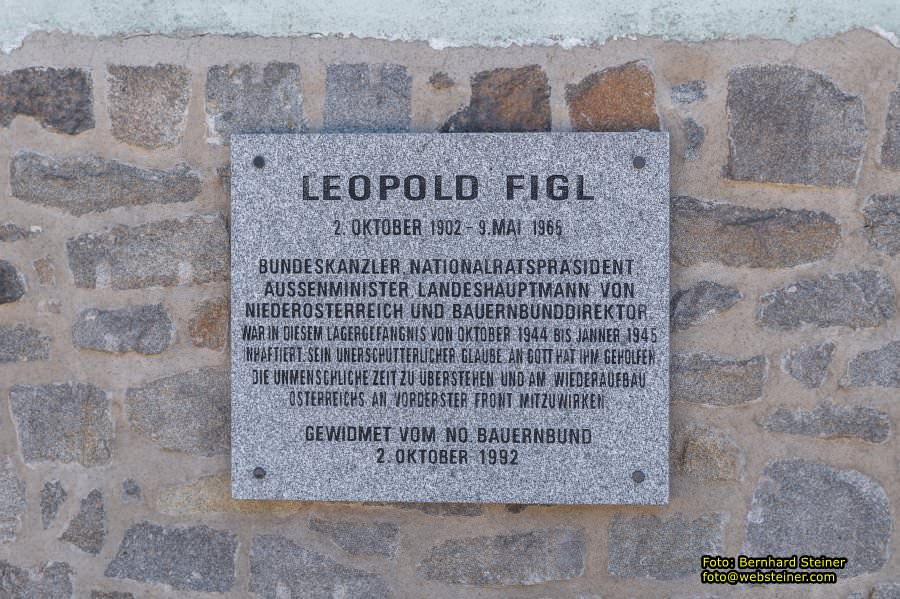 LEOPOLD FIGL
2. OKTOBER 1902 - 9. MAI 1965
BUNDESKANZLER, NATIONALRATSPRÄSIDENT
AUSSENMINISTER, LANDESHAUPTMANN VON
NIEDERÖSTERREICH UND BAUERNBUNDDIREKTOR.
WAR IN DIESEM LAGERGEFÄNGNIS VON OKTOBER 1944 BIS JÄNNER 1945
INHAFTIERT. SEIN UNERSCHÜTTERLICHER GLAUBE AN GOTT HAT IHM GEHOLFEN
DIE UNMENSCHLICHE ZEIT ZU ÜBERSTEHEN UND AM WIEDERAUFBAU
ÖSTERREICHS AN VORDERSTER FRONT MITZUWIRKEN.
GEWIDMET VOM NÖ. BAUERNBUND
2. OKTOBER 1992
Foto: Bernhard Steiner
foto@websteiner.com